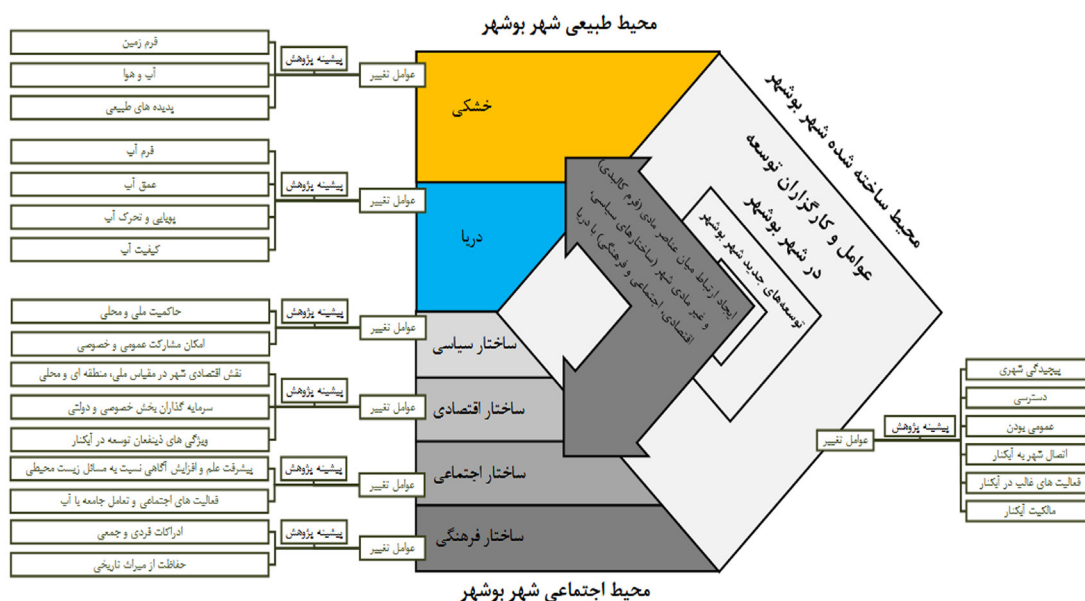 محیط طبیعی شهر بوشهر
محیط ساخته شده شهر بوشهر
عوامل و کارگزاران توسعه
در شهر بوشهر
توسعه‌های جدید شهر بوشهر
ایجاد ارتباط میان عناصر مادی (فرم کالبدی)
و غیر مادی شهر (ساختارهای سیاسی،
اقتصادی، اجتماعی و فرهنگی) با دریا
خشکی
عوامل تغییر
پیشینه پژوهش
فرم زمین
آب و هوا
پدیده های طبیعی
دریا
عوامل تغییر
پیشینه پژوهش
فرم آب
عمق آب
پویایی و تحرک آب
کیفیت آب
ساختار سیاسی
عوامل تغییر
پیشینه پژوهش
حاکمیت ملی و محلی
امکان مشارکت عمومی و خصوصی
ساختار اقتصادی
عوامل تغییر
پیشینه پژوهش
نقش اقتصادی شهر در مقیاس ملی، منطقه ای و محلی
سرمایه گذاران بخش خصوصی و دولتی
ویژگی های ذینفعان توسعه در آبکنار
ساختار اجتماعی
عوامل تغییر
پیشینه پژوهش
پیشرفت علم و افزایش آگاهی نسبت به مسائل زیست محیطی
فعالیت های اجتماعی و تعامل جامعه با آب
ساختار فرهنگی
عوامل تغییر
پیشینه پژوهش
ادراکات فردی و جمعی
حفاظت از میراث تاریخی
عوامل تغییر
پیشینه پژوهش
پیچیدگی شهری
دسترسی
عمومی بودن
اتصال شهر به آبکنار
فعالیت های غالب در آبکنار
مالکیت آبکنار
محیط اجتماعی شهر بوشهر